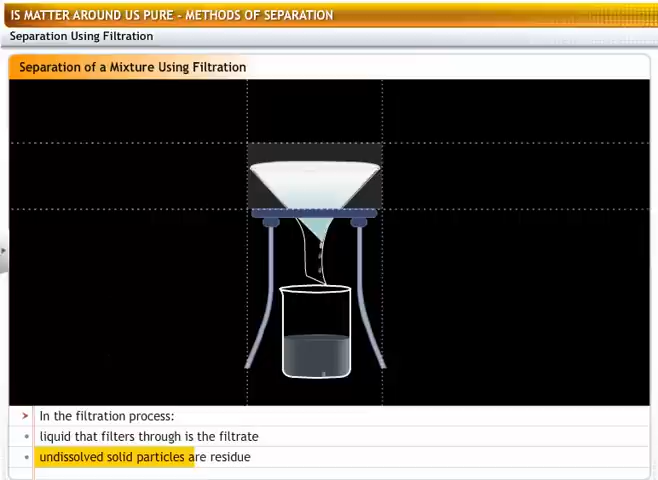 IS MATTER AROUND US PURE - METHODS OF SEPARATION
Separation Using Filtration
Separation of a Mixture Using Filtration
In the filtration process:
liquid that filters through is the filtrate
undissolved solid particles are residue